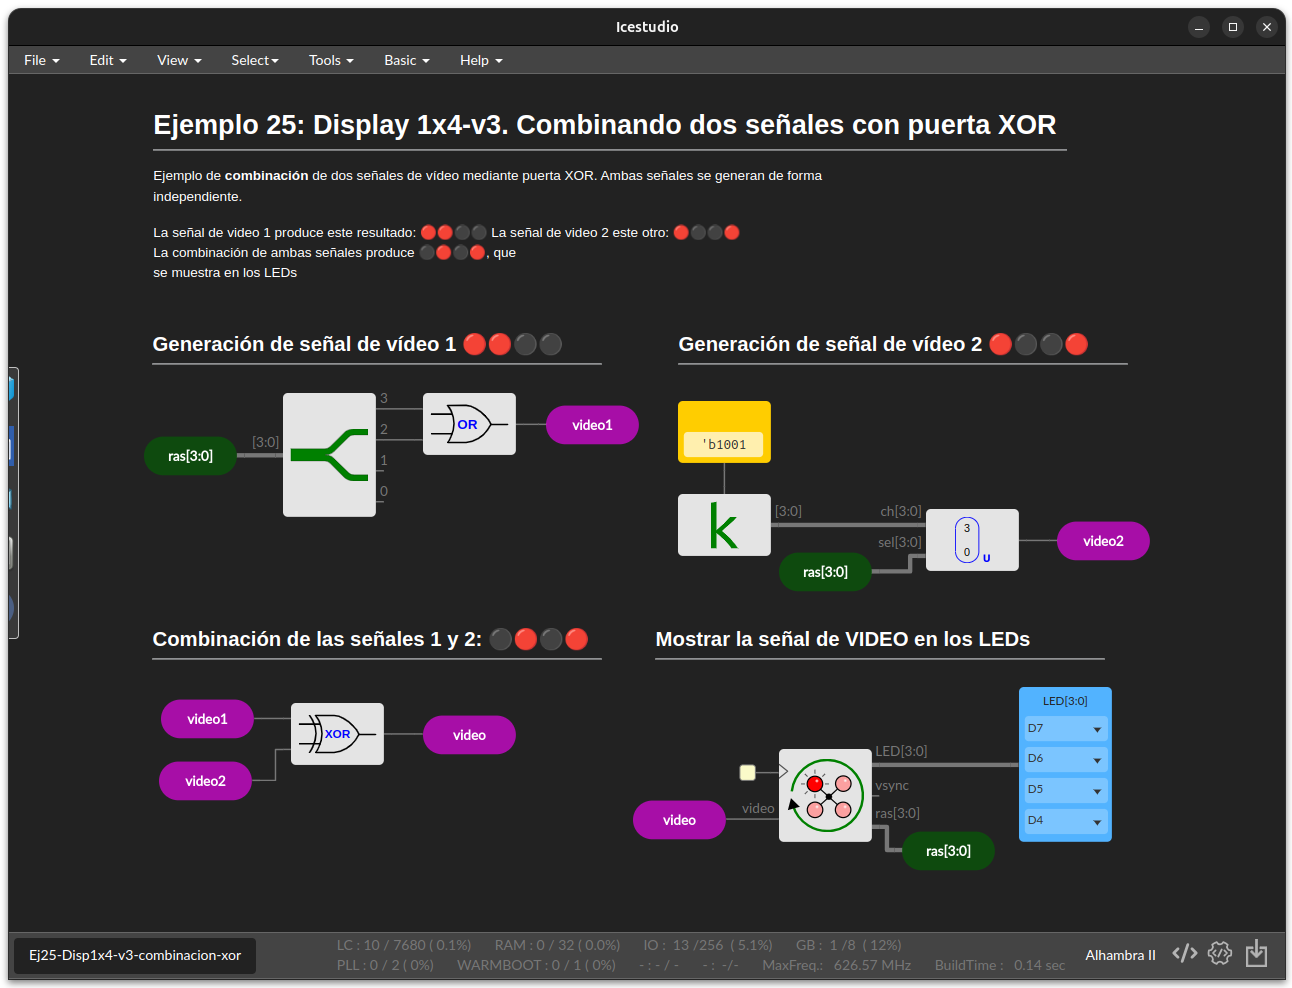 Icestudio
File Edit View Select Tools Basic Help
Ejemplo 25: Display 1x4-v3. Combinando dos señales con puerta XOR
Ejemplo de combinación de dos señales de vídeo mediante puerta XOR. Ambas señales se generan de forma
independiente.
La señal de video 1 produce este resultado: 🔴🔴⚫⚫ La señal de video 2 este otro: 🔴⚫⚫🔴
La combinación de ambas señales produce ⚫🔴⚫🔴, que
se muestra en los LEDs
Generación de señal de vídeo 1 🔴🔴⚫⚫
ras[3:0]
[3:0]
3
2
1
0
OR
video1
Generación de señal de vídeo 2 🔴⚫⚫🔴
'b1001
k
[3:0]
ch[3:0]
sel[3:0]
ras[3:0]
3
0
U
video2
Combinación de las señales 1 y 2: ⚫🔴⚫🔴
video1
video2
XOR
video
Mostrar la señal de VIDEO en los LEDs
video
video
LED[3:0]
vsync
ras[3:0]
ras[3:0]
LED[3:0]
D7
D6
D5
D4
Ej25-Disp1x4-v3-combinacion-xor
LC : 10 / 7680 ( 0.1%) RAM : 0 / 32 ( 0.0%) IO : 13 /256 ( 5.1%) GB : 1 /8 ( 12%)
PLL : 0 / 2 ( 0%) WARMBOOT : 0 / 1 ( 0%) - : - / - - : -/- MaxFreq.: 626.57 MHz BuildTime : 0.14 sec
Alhambra II